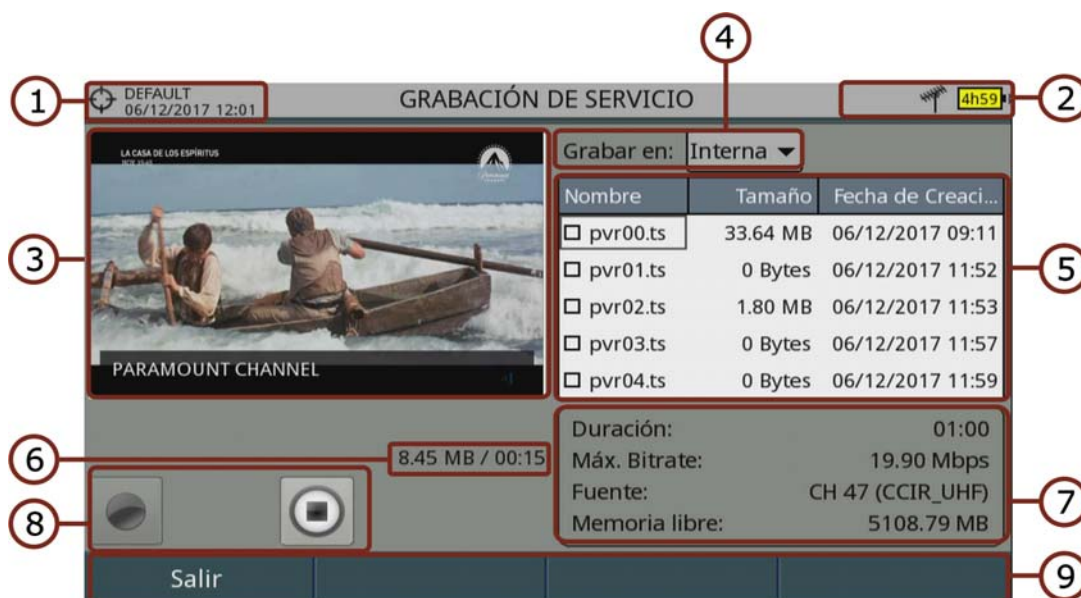 4
1
DEFAULT
06/12/2017 12:01
GRABACIÓN DE SERVICIO
4h59
2
LA CASA DE LOS ESPÍRITUS
Grabar en: Interna
Nombre Tamaño Fecha de Creaci...
pvr00.ts 33.64 MB 06/12/2017 09:11
pvr01.ts 0 Bytes 06/12/2017 11:52
pvr02.ts 1.80 MB 06/12/2017 11:53
pvr03.ts 0 Bytes 06/12/2017 11:57
pvr04.ts 0 Bytes 06/12/2017 11:59
3
5
PARAMOUNT CHANNEL
6
8.45 MB / 00:15
Duración: 01:00
Máx. Bitrate: 19.90 Mbps
Fuente: CH 47 (CCIR_UHF)
Memoria libre: 5108.79 MB
7
8
Salir
9